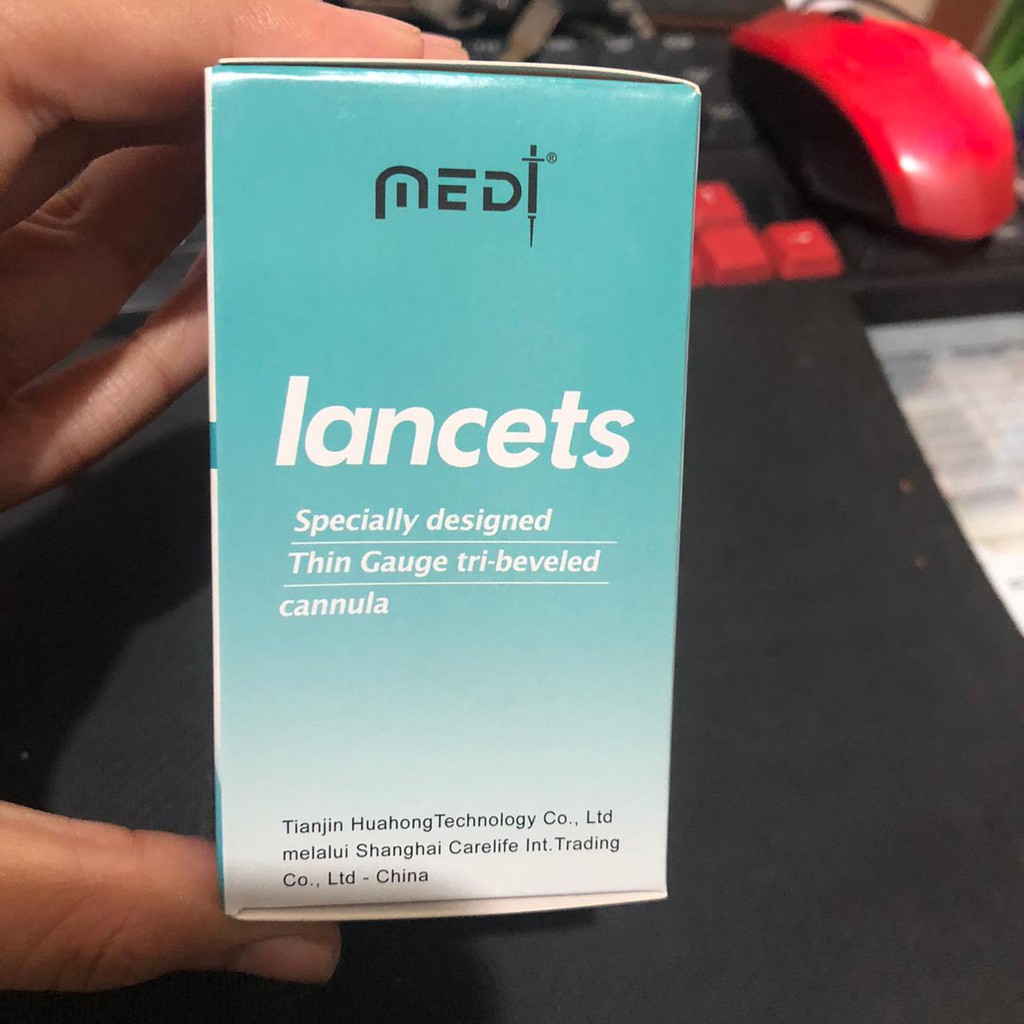 MEDI®
lancets
Specially designed
Thin Gauge tri-beveled
cannula
Tianjin HuahongTechnology Co., Ltd
melalui Shanghai Carelife Int.Trading
Co., Ltd - China